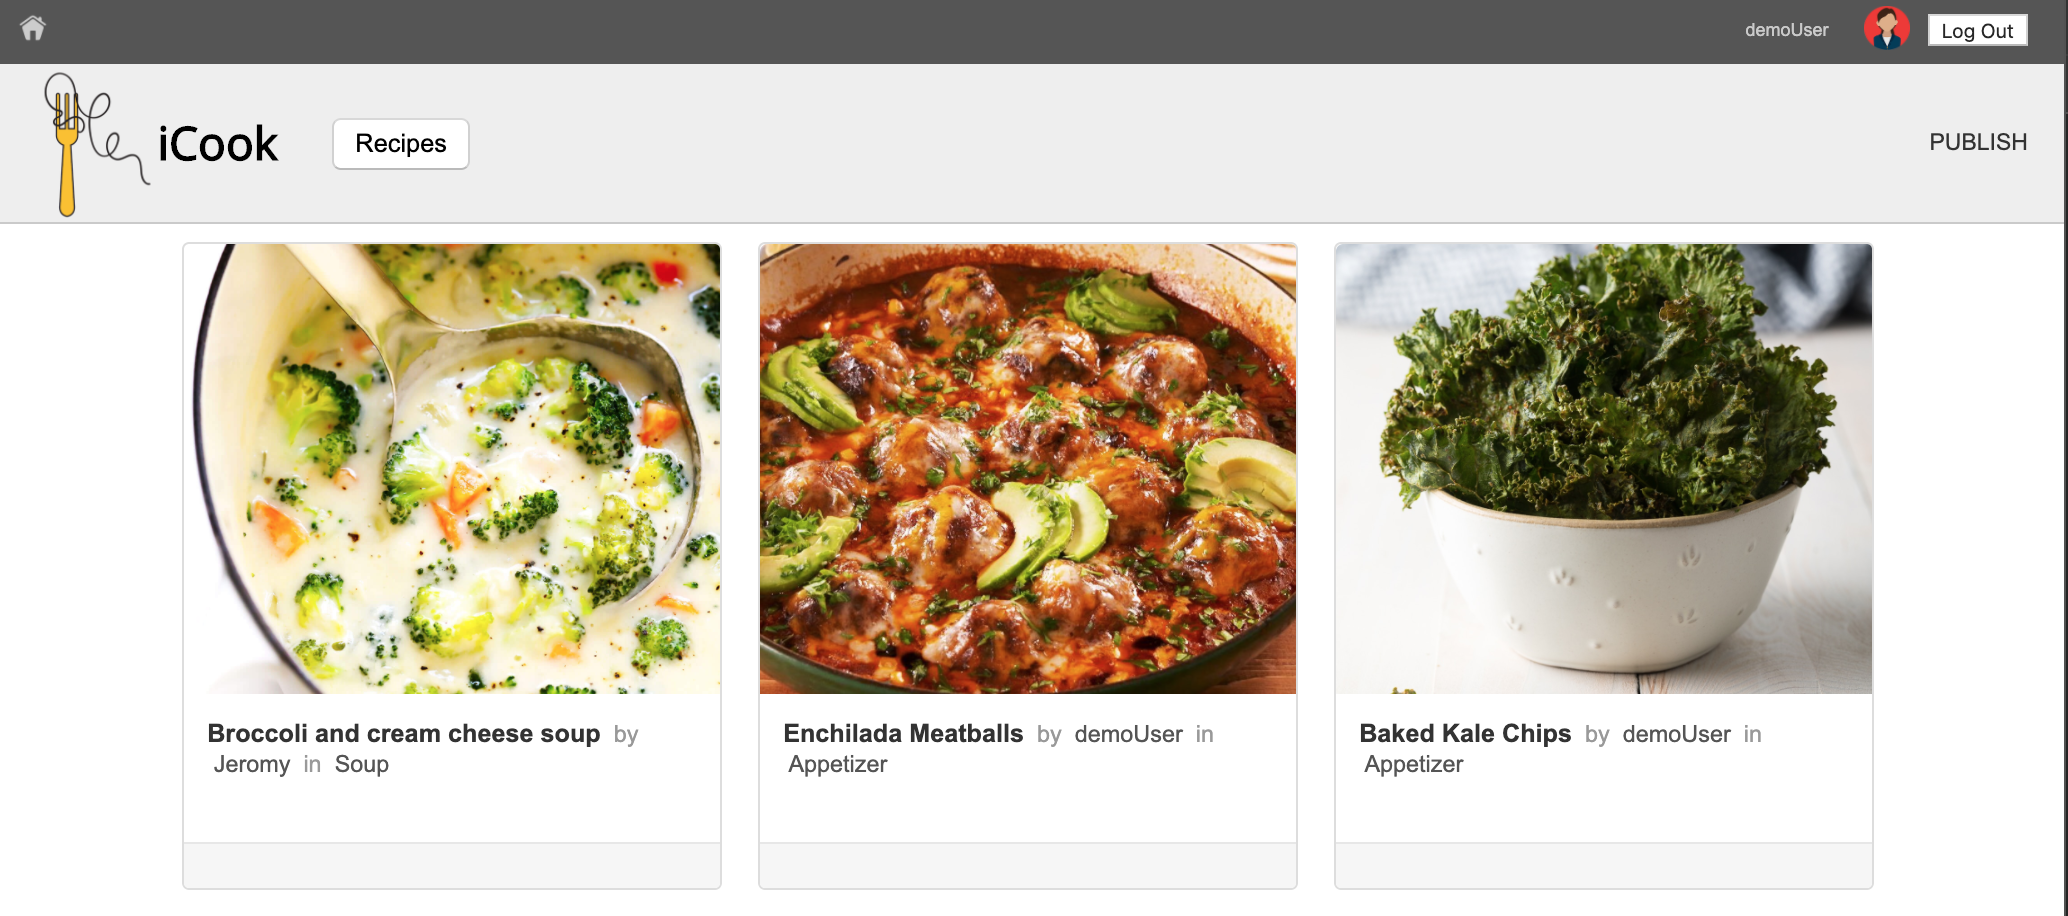 demoUser Log Out
iCook Recipes PUBLISH
Broccoli and cream cheese soup by
Jeromy in Soup
Enchilada Meatballs by demoUser in
Appetizer
Baked Kale Chips by demoUser in
Appetizer